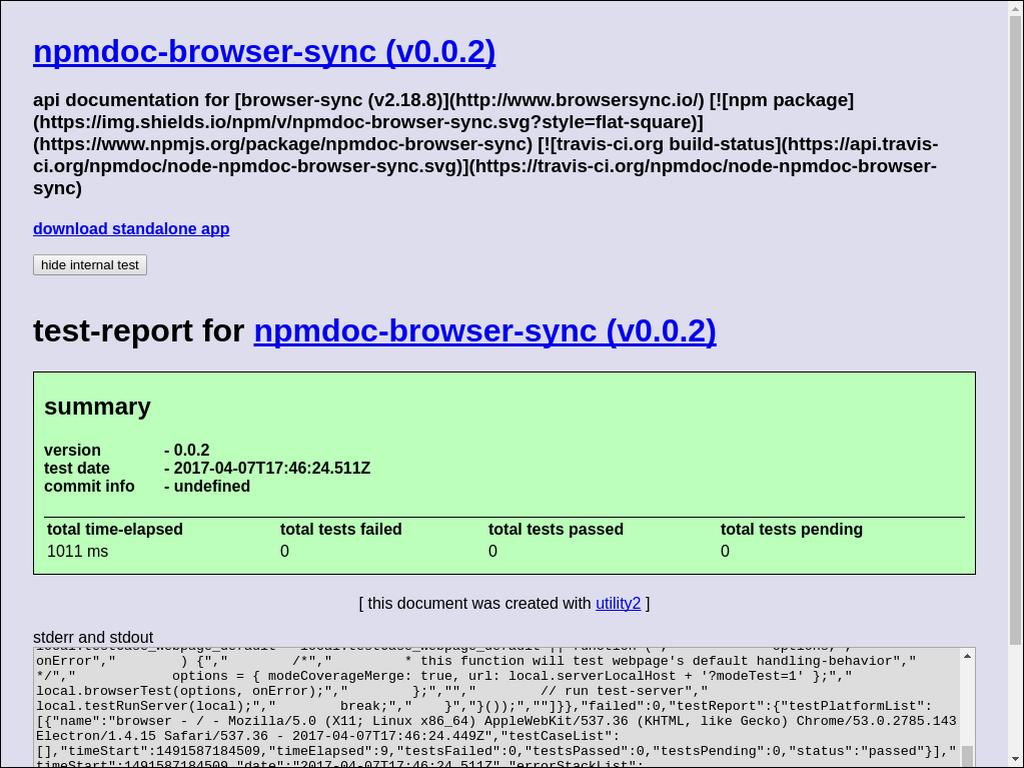 npmdoc-browser-sync (v0.0.2)
api documentation for [browser-sync (v2.18.8)](http://www.browsersync.io/) [![npm package]
(https://img.shields.io/npm/v/npmdoc-browser-sync.svg?style=flat-square)]
(https://www.npmjs.org/package/npmdoc-browser-sync) [![travis-ci.org build-status](https://api.travis-
ci.org/npmdoc/node-npmdoc-browser-sync.svg)](https://travis-ci.org/npmdoc/node-npmdoc-browser-
sync)
download standalone app
hide internal test
test-report for npmdoc-browser-sync (v0.0.2)
summary
version - 0.0.2
test date - 2017-04-07T17:46:24.511Z
commit info - undefined
total time-elapsed total tests failed total tests passed total tests pending
1011 ms 0 0 0
[ this document was created with utility2 ]
stderr and stdout
onError","        ) {","        /*","         * this function will test webpage's default handling-behavior","
*/","            options = { modeCoverageMerge: true, url: local.serverLocalHost + '?modeTest=1' };","
local.browserTest(options, onError);","        };","","        // run test-server","
local.testRunServer(local);","        break;","    }","}());",""]}},"failed":0,"testReport":{"testPlatformList":
[{"name":"browser - / - Mozilla/5.0 (X11; Linux x86_64) AppleWebKit/537.36 (KHTML, like Gecko) Chrome/53.0.2785.143
Electron/1.4.15 Safari/537.36 - 2017-04-07T17:46:24.449Z","testCaseList":
[],"timeStart":1491587184509,"timeElapsed":9,"testsFailed":0,"testsPassed":0,"testsPending":0,"status":"passed"}],"
timeStart":1491587184509,"date":"2017-04-07T17:46:24.511Z","errorStackList":